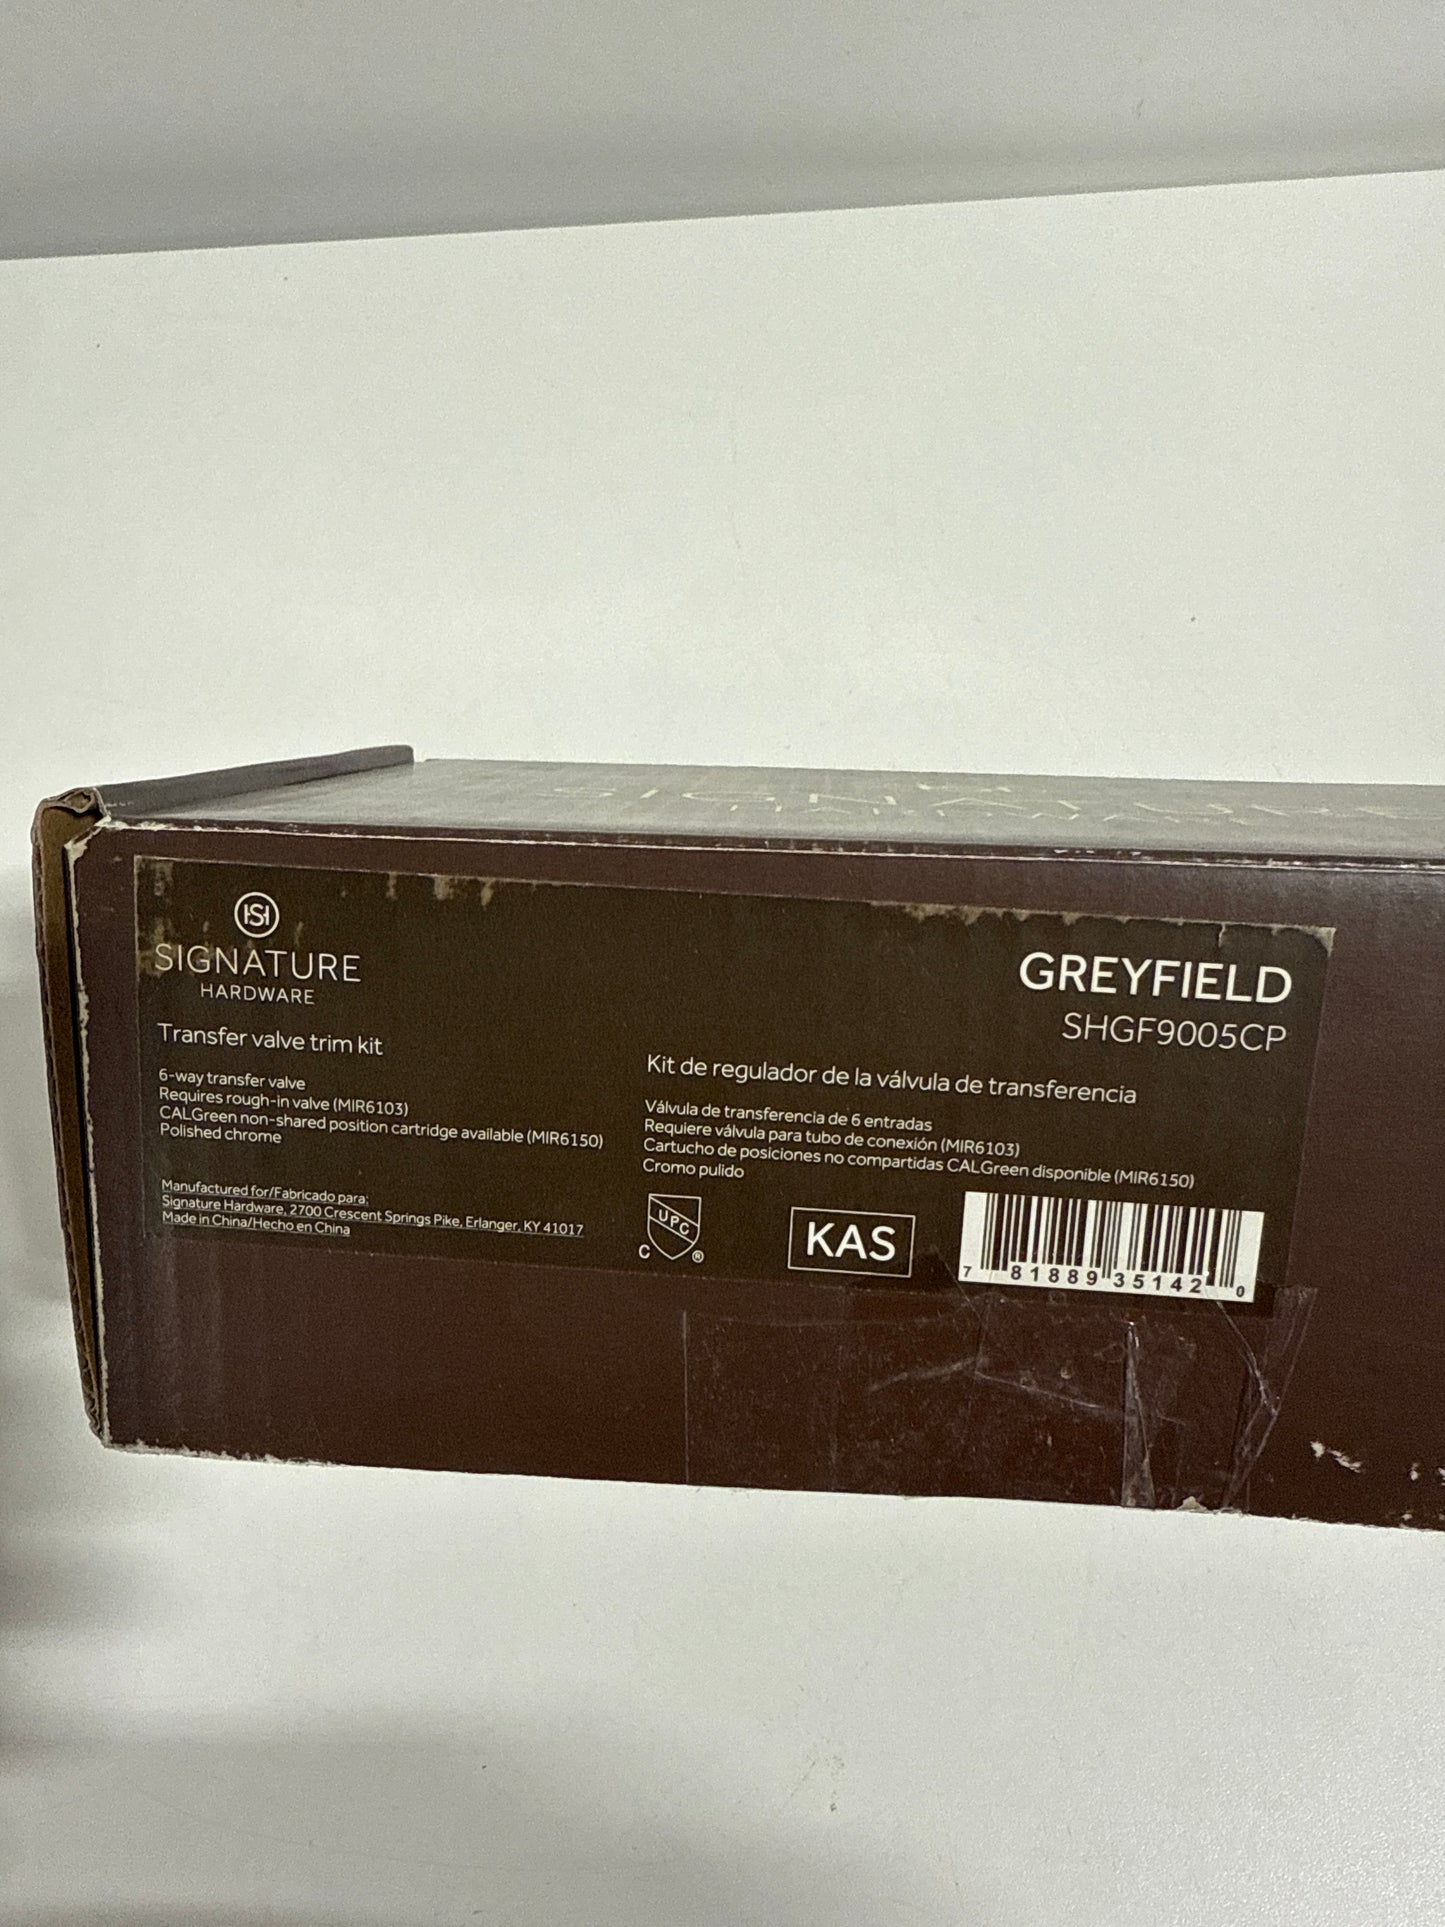 SIGNATURE
HSH
SIGNATURE
HARDWARE
GREYFIELD
SHGF9005CP
Transfer valve trim kit
6-way transfer valve
Requires rough-in valve (MIR6103)
CALGreen non-shared position cartridge available (MIR6150)
Polished chrome
Kit de regulador de la válvula de transferencia
Válvula de transferencia de 6 entradas
Requiere válvula para tubo de conexión (MIR6103)
Cartucho de posiciones no compartidas CALGreen disponible (MIR6150)
Cromo pulido
Manufactured for/Fabricado para:
Signature Hardware, 2700 Crescent Springs Pike, Erlanger, KY 41017
Made in China/Hecho en China
UPC
C ®
KAS
7 81889 35142 0